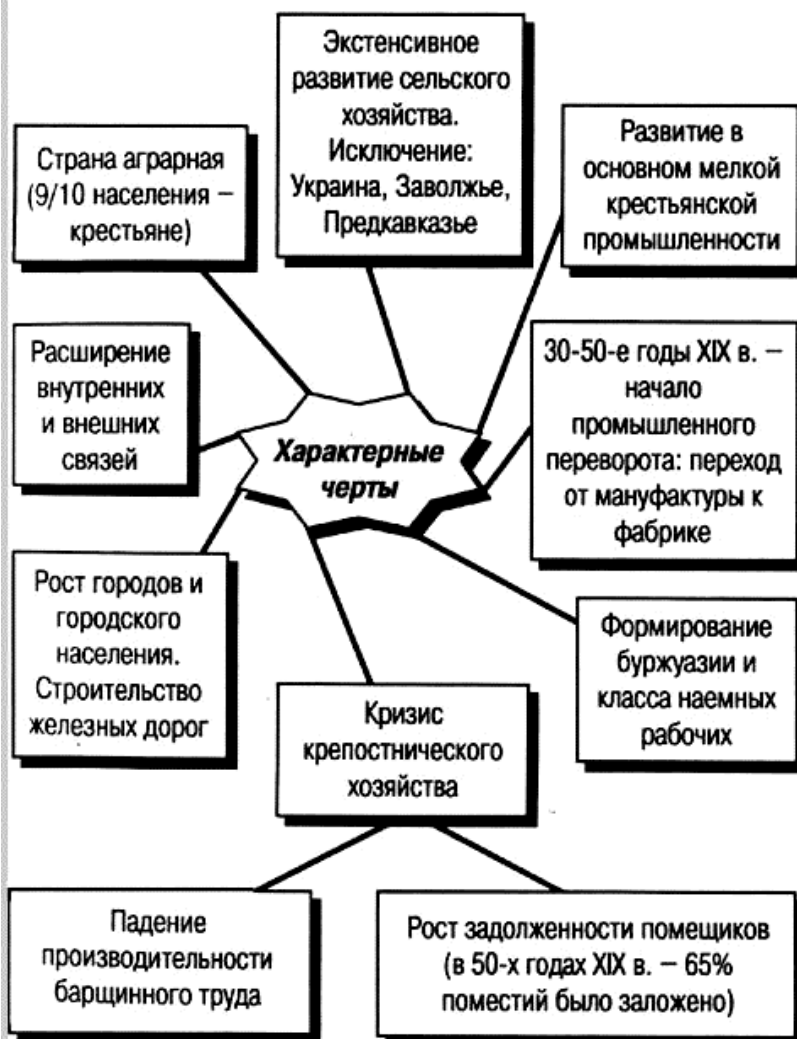 Экстенсивное
развитие сельского
хозяйства.
Исключение:
Украина, Заволжье,
Предкавказье
Страна аграрная
(9/10 населения –
крестьяне)
Развитие в
основном мелкой
крестьянской
промышленности
Расширение
внутренних
и внешних
связей
Характерные
черты
30-50-е годы XIX в. –
начало
промышленного
переворота: переход
от мануфактуры к
фабрике
Рост городов и
городского
населения.
Строительство
железных дорог
Формирование
буржуазии и
класса наемных
рабочих
Кризис
крепостнического
хозяйства
Падение
производительности
барщинного труда
Рост задолженности помещиков
(в 50-х годах XIX в. – 65%
поместий было заложено)